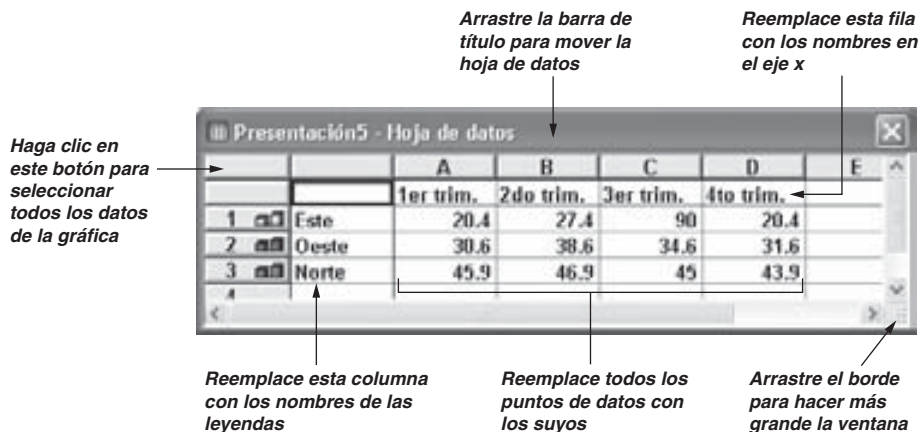 Arrastre la barra de
título para mover la
hoja de datos
Reemplace esta fila
con los nombres en
el eje x
Haga clic en
este botón para
seleccionar
todos los datos
de la gráfica
Presentación5 - Hoja de datos
A B C D E
1er trim. 2do trim. 3er trim. 4to trim.
1 Este 20.4 27.4 90 20.4
2 Oeste 30.6 38.6 34.6 31.6
3 Norte 45.9 46.9 45 43.9
4
Reemplace esta columna
con los nombres de las
leyendas
Reemplace todos los
puntos de datos con
los suyos
Arrastre el borde
para hacer más
grande la ventana